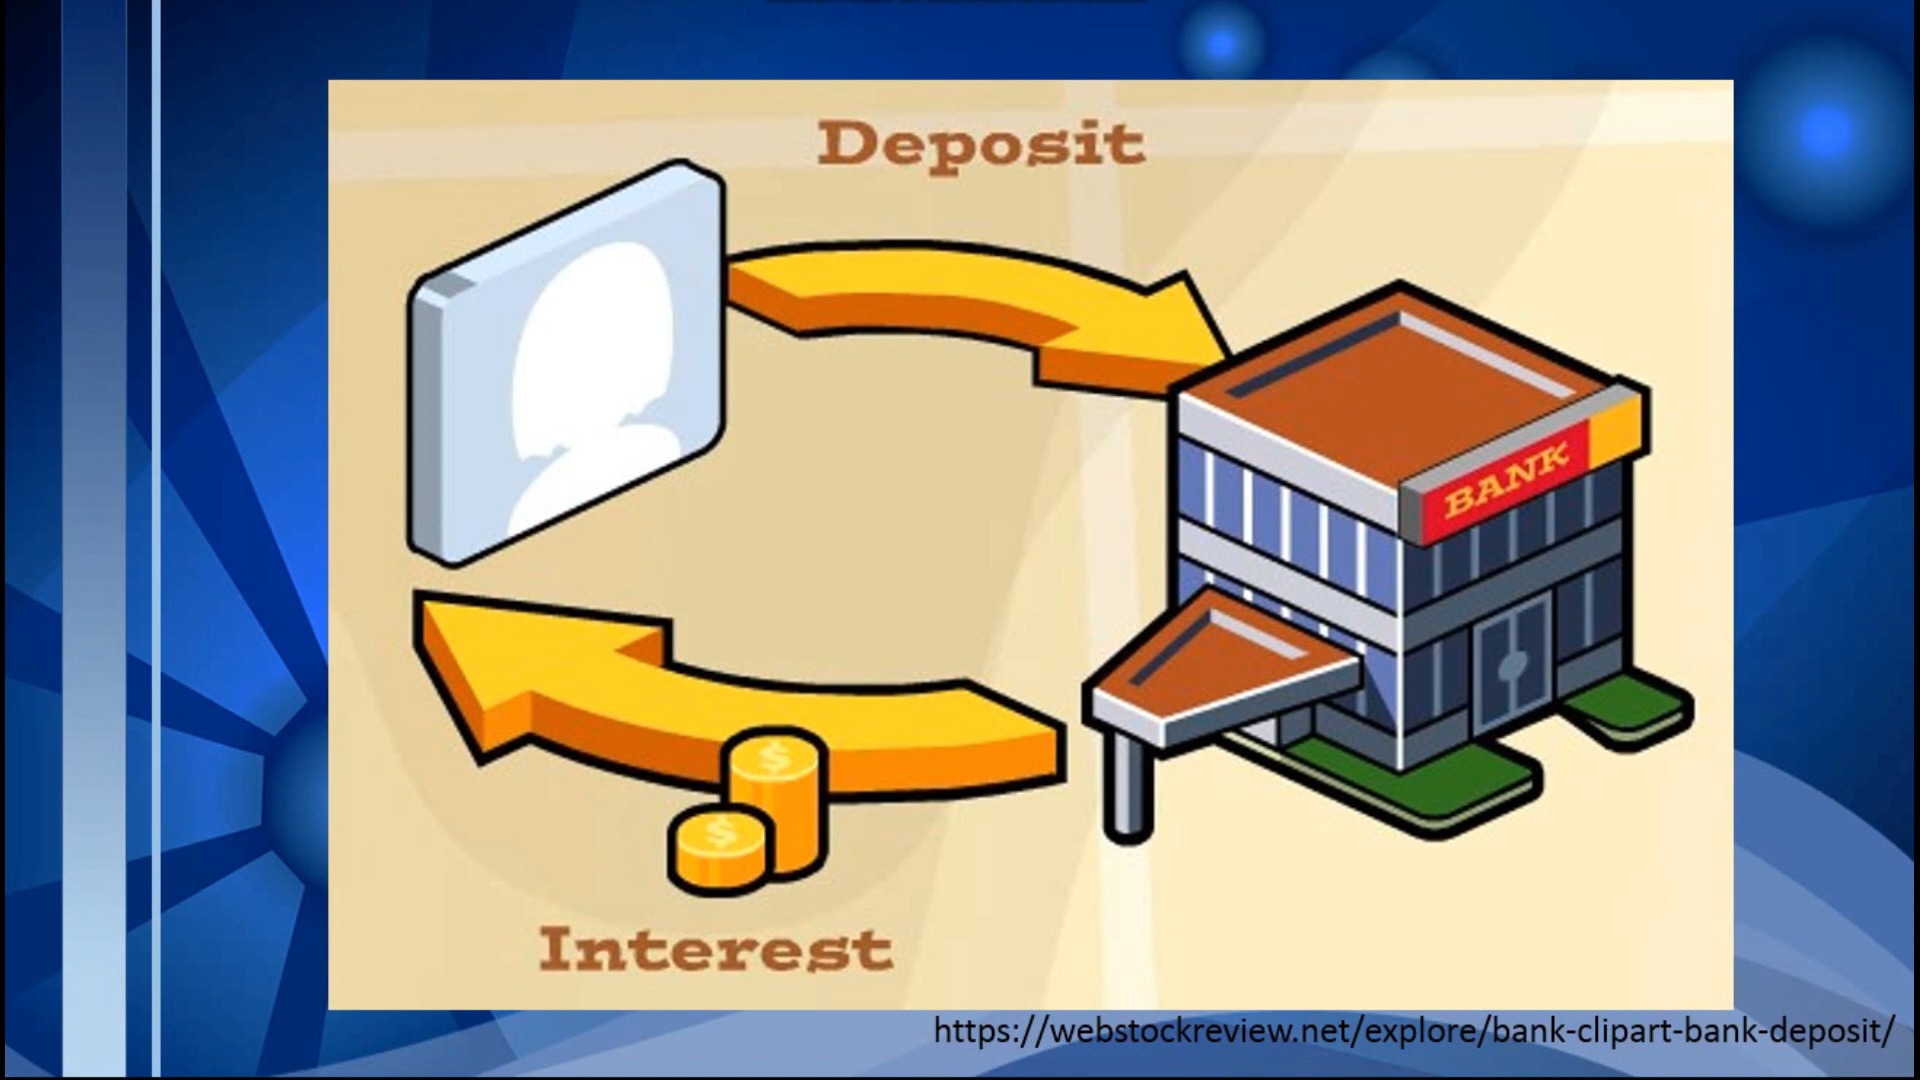 Deposit
BANK
$
$
Interest
https://webstockreview.net/explore/bank-clipart-bank-deposit/